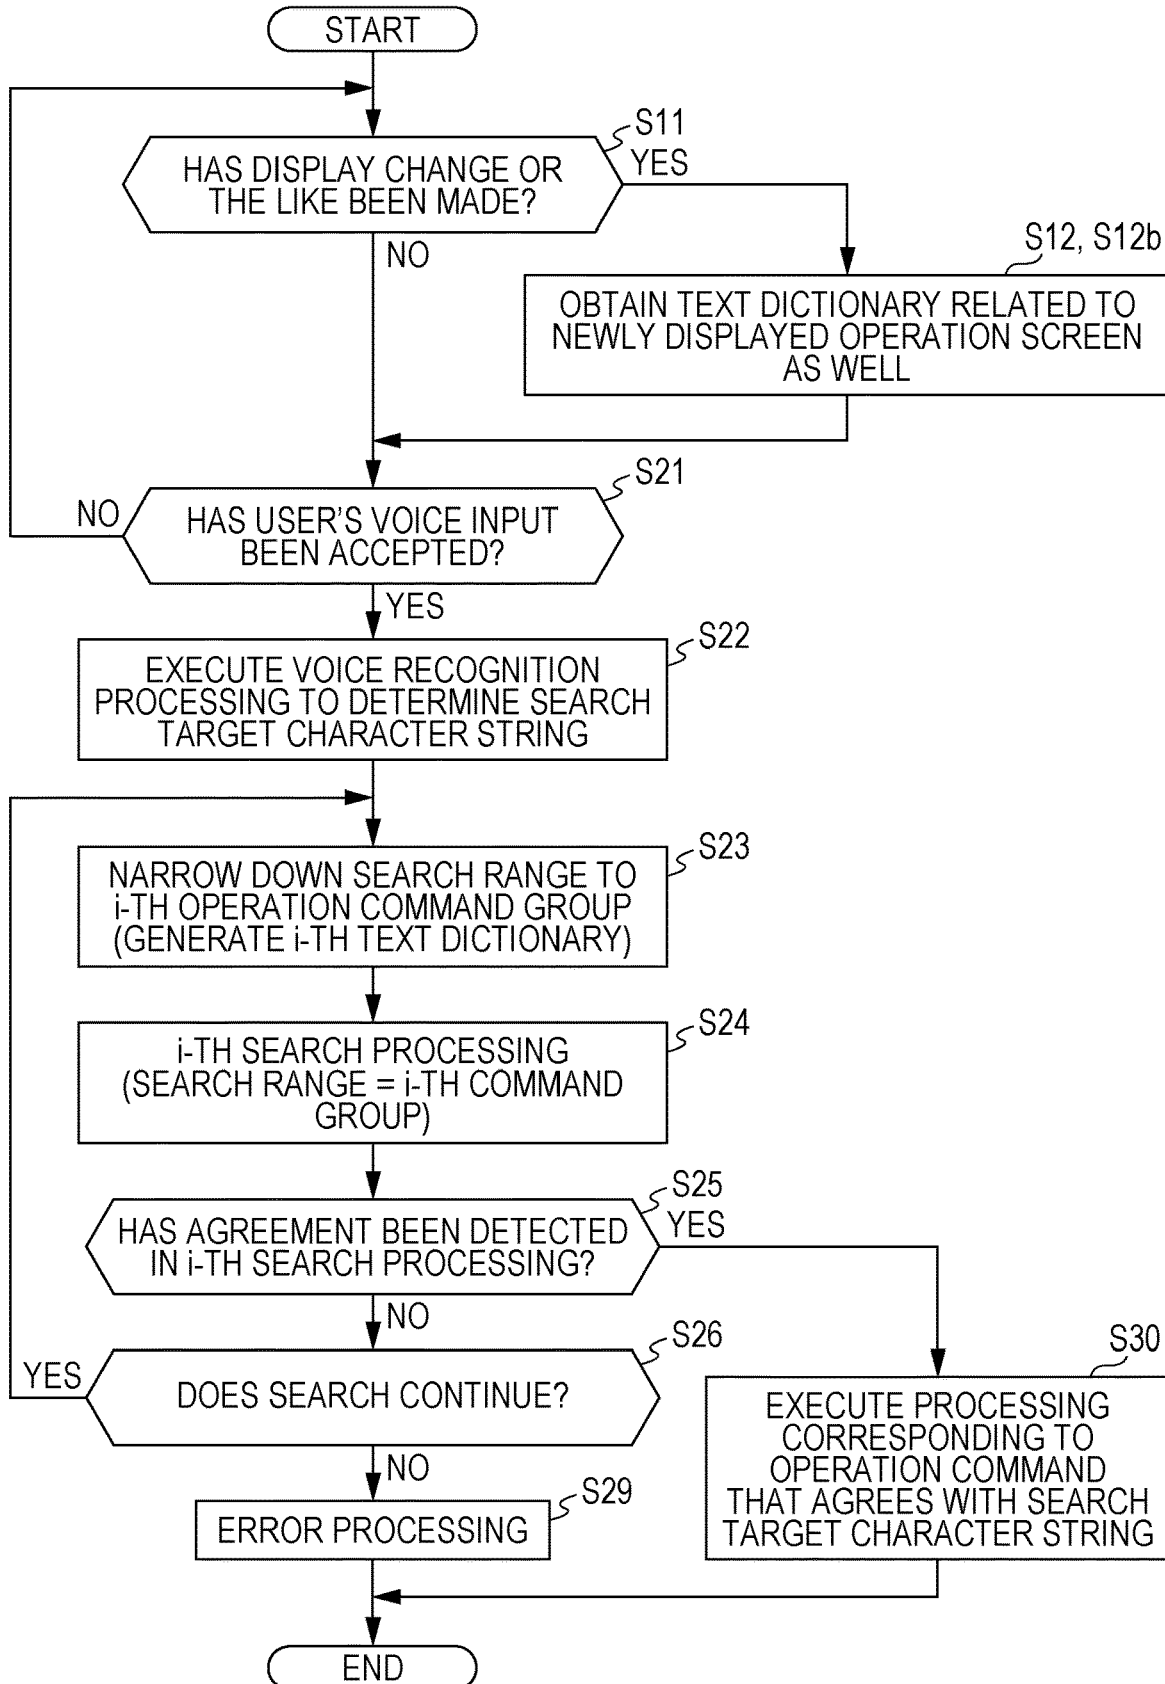 START
S11
HAS DISPLAY CHANGE OR
THE LIKE BEEN MADE?
YES
NO
S12, S12b
OBTAIN TEXT DICTIONARY RELATED TO
NEWLY DISPLAYED OPERATION SCREEN
AS WELL
S21
NO
HAS USER'S VOICE INPUT
BEEN ACCEPTED?
YES
S22
EXECUTE VOICE RECOGNITION
PROCESSING TO DETERMINE SEARCH
TARGET CHARACTER STRING
S23
NARROW DOWN SEARCH RANGE TO
i-TH OPERATION COMMAND GROUP
(GENERATE i-TH TEXT DICTIONARY)
S24
i-TH SEARCH PROCESSING
(SEARCH RANGE = i-TH COMMAND
GROUP)
S25
HAS AGREEMENT BEEN DETECTED
IN i-TH SEARCH PROCESSING?
YES
NO
S26
YES
DOES SEARCH CONTINUE?
NO
S30
EXECUTE PROCESSING
CORRESPONDING TO
OPERATION COMMAND
THAT AGREES WITH SEARCH
TARGET CHARACTER STRING
S29
ERROR PROCESSING
END